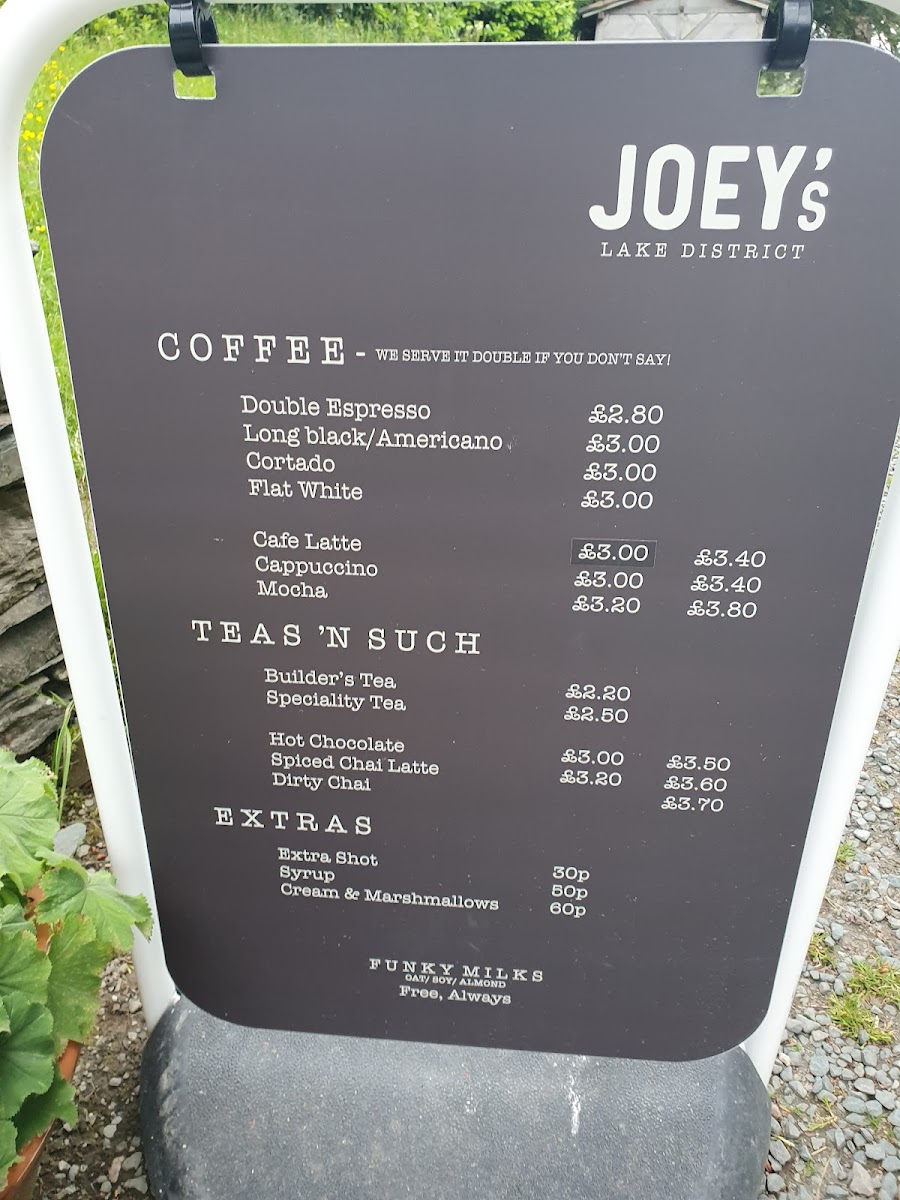 JOEY's
LAKE DISTRICT
COFFEE - WE SERVE IT DOUBLE IF YOU DON'T SAY!
Double Espresso £2.80
Long black/Americano £3.00
Cortado £3.00
Flat White £3.00
Cafe Latte £3.00 £3.40
Cappuccino £3.00 £3.40
Mocha £3.20 £3.80
TEAS 'N SUCH
Builder's Tea £2.20
Speciality Tea £2.50
Hot Chocolate £3.00 £3.50
Spiced Chai Latte £3.20 £3.60
Dirty Chai £3.70
EXTRAS
Extra Shot 30p
Syrup 50p
Cream & Marshmallows 60p
FUNKY MILKS
OAT/ SOY/ ALMOND
Free, Always